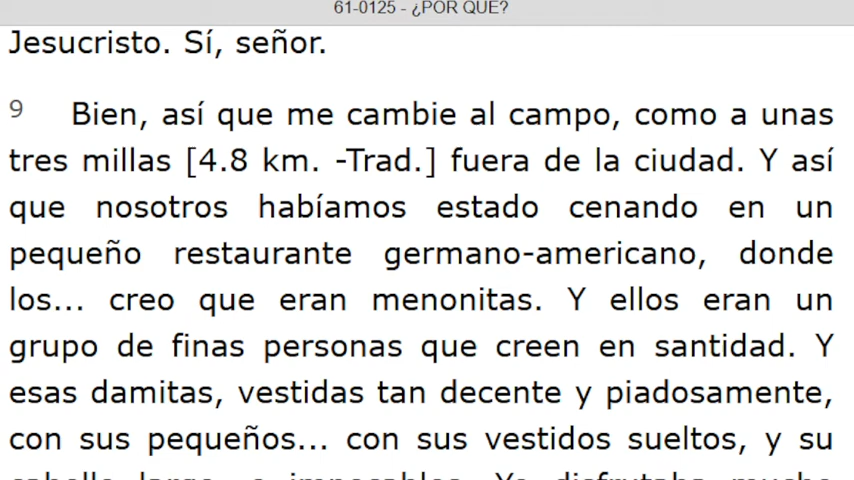 61-0125 - ¿POR QUÉ?
Jesucristo. Sí, señor.
9 Bien, así que me cambie al campo, como a unas
tres millas [4.8 km. -Trad.] fuera de la ciudad. Y así
que nosotros habíamos estado cenando en un
pequeño restaurante germano-americano, donde
los... creo que eran menonitas. Y ellos eran un
grupo de finas personas que creen en santidad. Y
esas damitas, vestidas tan decente y piadosamente,
con sus pequeños... con sus vestidos sueltos, y su